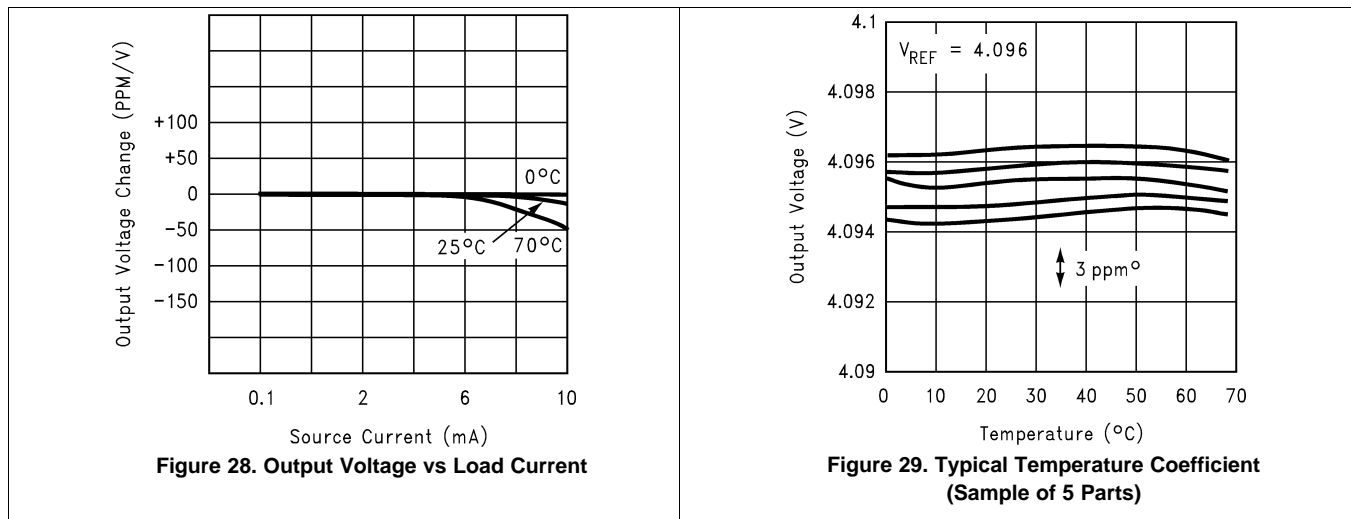 Output Voltage Change (PPM/V)
+100
+50
0
-50
-100
-150
0°C
25°C
70°C
0.1
2
6
10
Source Current (mA)
Figure 28. Output Voltage vs Load Current
Output Voltage (V)
4.1
4.098
4.096
4.094
4.092
4.09
VREF = 4.096
3 ppm°
0
10
20
30
40
50
60
70
Temperature (°C)
Figure 29. Typical Temperature Coefficient
(Sample of 5 Parts)